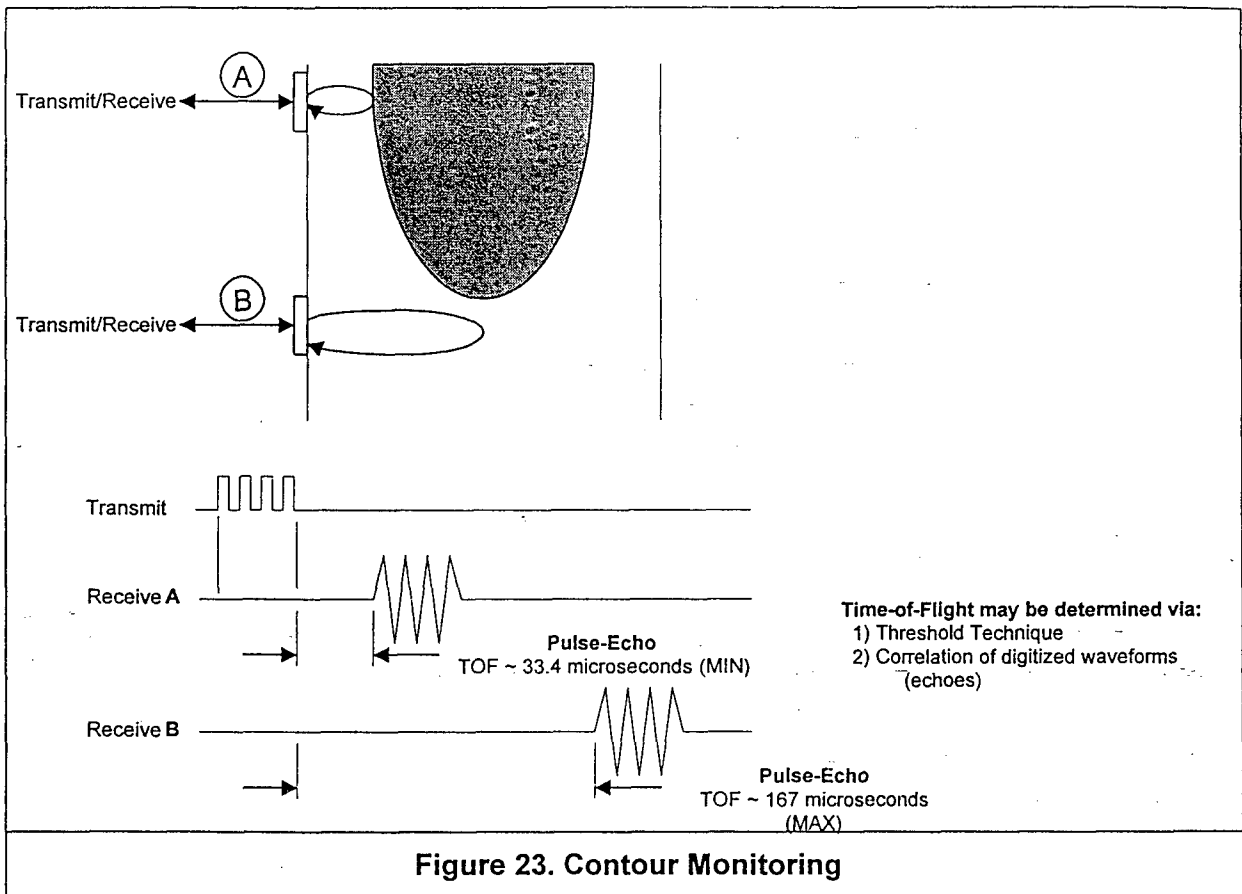 A
Transmit/Receive
B
Transmit/Receive
Transmit
Receive A
Pulse-Echo
TOF ~ 33.4 microseconds (MIN)
Time-of-Flight may be determined via:
1) Threshold Technique
2) Correlation of digitized waveforms
(echoes)
Receive B
Pulse-Echo
TOF ~ 167 microseconds
(MAX)
Figure 23. Contour Monitoring